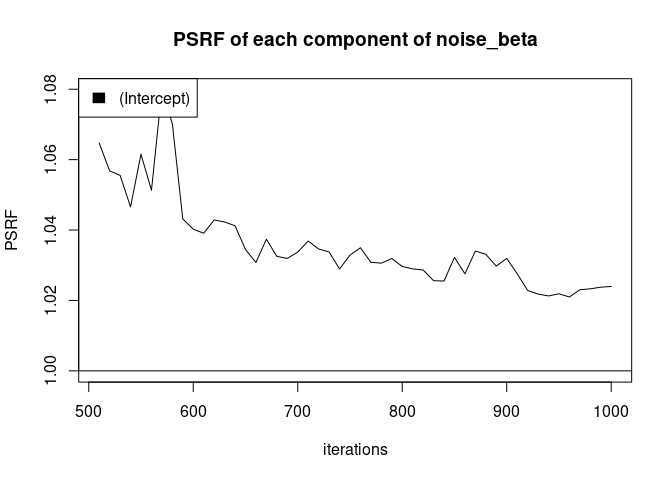 PSRF of each component of noise_beta
(Intercept)
PSRF
1.08
1.06
1.04
1.02
1.00
500 600 700 800 900 1000
iterations